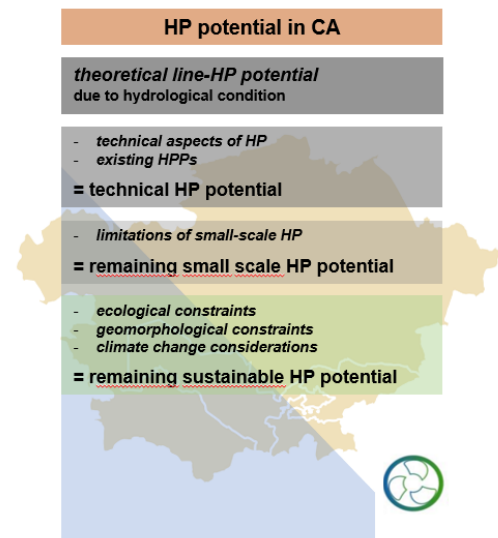 HP potential in CA
theoretical line-HP potential
due to hydrological condition
- technical aspects of HP
- existing HPPs
= technical HP potential
- limitations of small-scale HP
= remaining small scale HP potential
- ecological constraints
- geomorphological constraints
- climate change considerations
= remaining sustainable HP potential